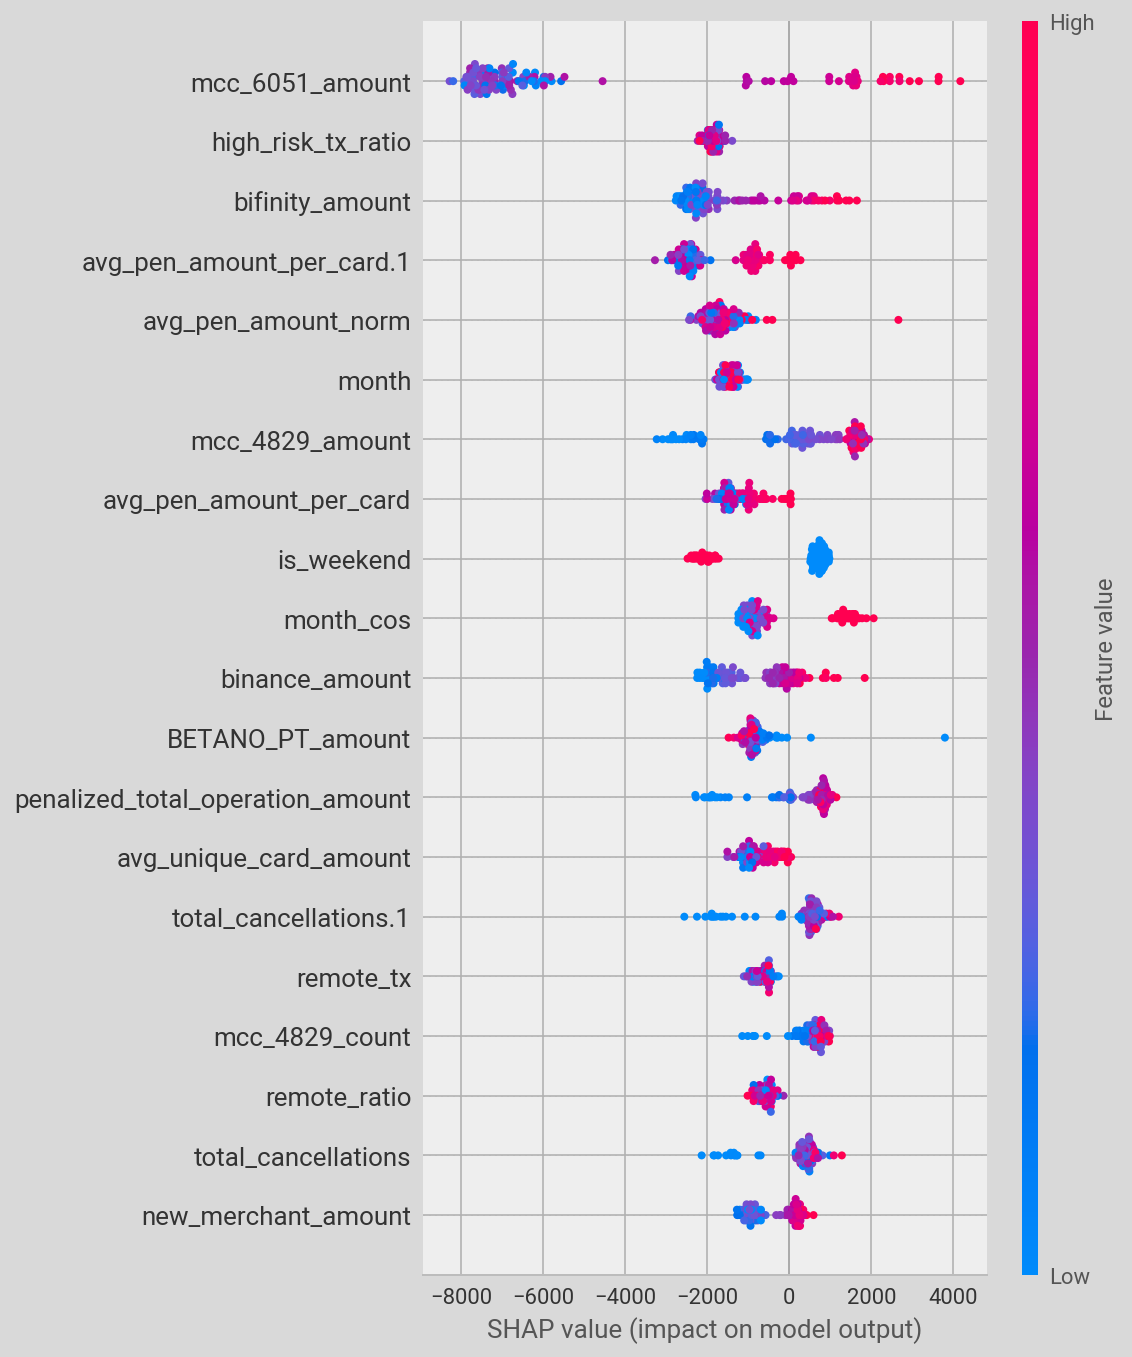 High
mcc_6051_amount
high_risk_tx_ratio
bifinity_amount
avg_pen_amount_per_card.1
avg_pen_amount_norm
month
mcc_4829_amount
avg_pen_amount_per_card
is_weekend
month_cos
binance_amount
BETANO_PT_amount
penalized_total_operation_amount
avg_unique_card_amount
total_cancellations.1
remote_tx
mcc_4829_count
remote_ratio
total_cancellations
new_merchant_amount
Feature value
Low
−8000 −6000 −4000 −2000 0 2000 4000
SHAP value (impact on model output)